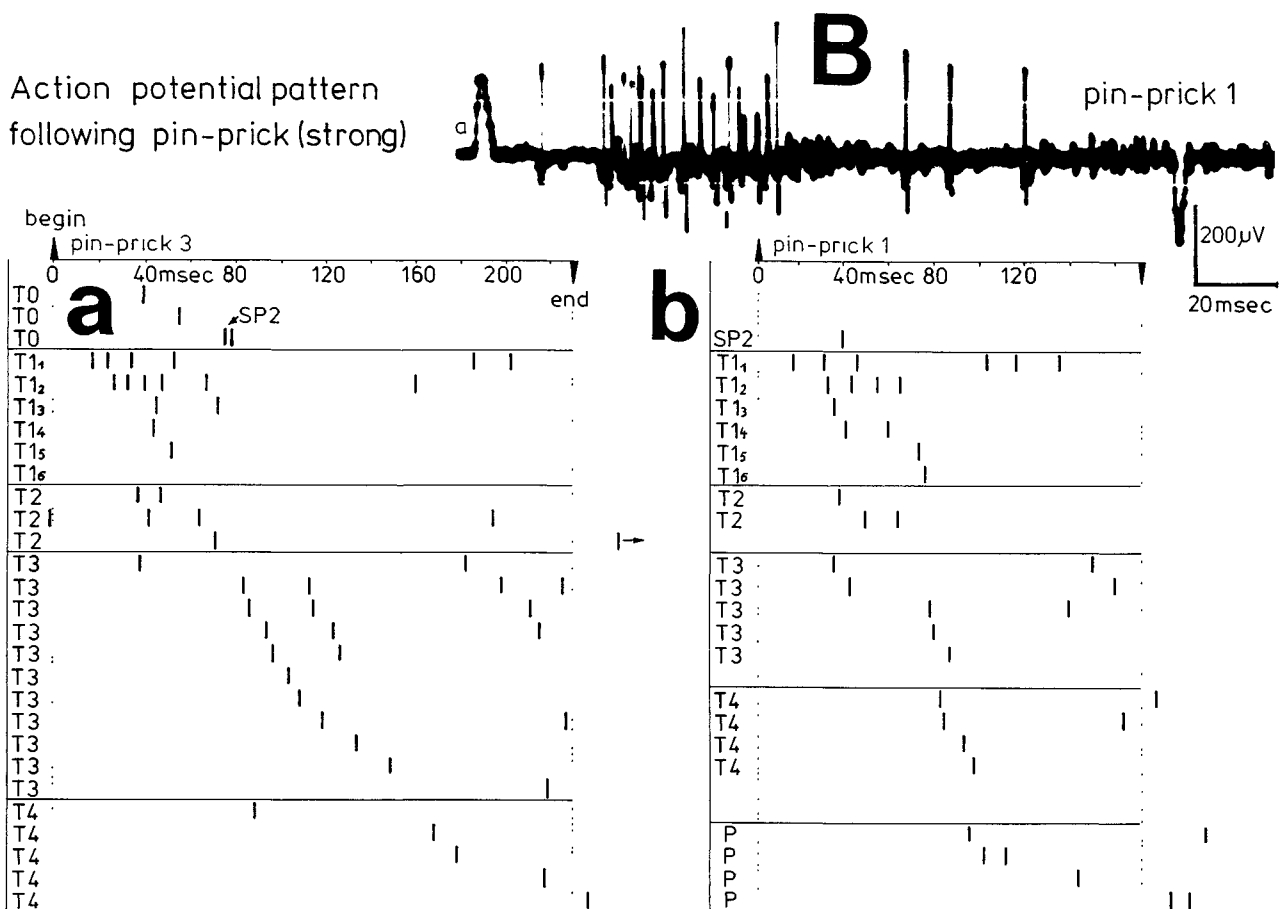 Action potential pattern
following pin-prick (strong)
B
a
pin-prick 1
200µV
20msec
begin
pin-prick 3
0 40msec 80 120 160 200
end
a
T0
T0
T0
SP2
T1₁
T1₂
T1₃
T1₄
T1₅
T1₆
T2
T2
T2
T3
T3
T3
T3
T3
T3
T3
T3
T3
T3
T3
T4
T4
T4
T4
T4
pin-prick 1
0 40msec 80 120
b
SP2
T1₁
T1₂
T1₃
T1₄
T1₅
T1₆
T2
T2
T3
T3
T3
T3
T3
T4
T4
T4
T4
P
P
P
P